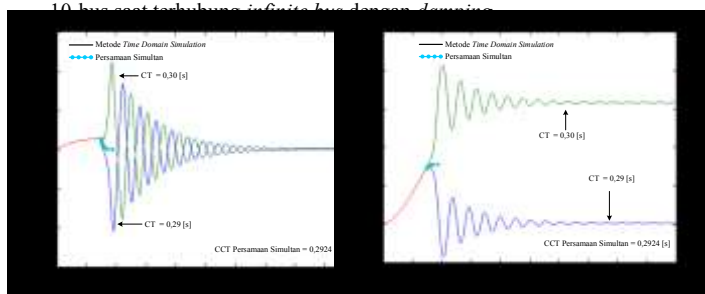 10-bus saat terhubung infinite bus dengan damping
Metode Time Domain Simulation
Persamaan Simultan
CT = 0,30 [s]
CT = 0,29 [s]
CCT Persamaan Simultan = 0,2924
Metode Time Domain Simulation
Persamaan Simultan
CT = 0,30 [s]
CT = 0,29 [s]
CCT Persamaan Simultan = 0,2924 [s]